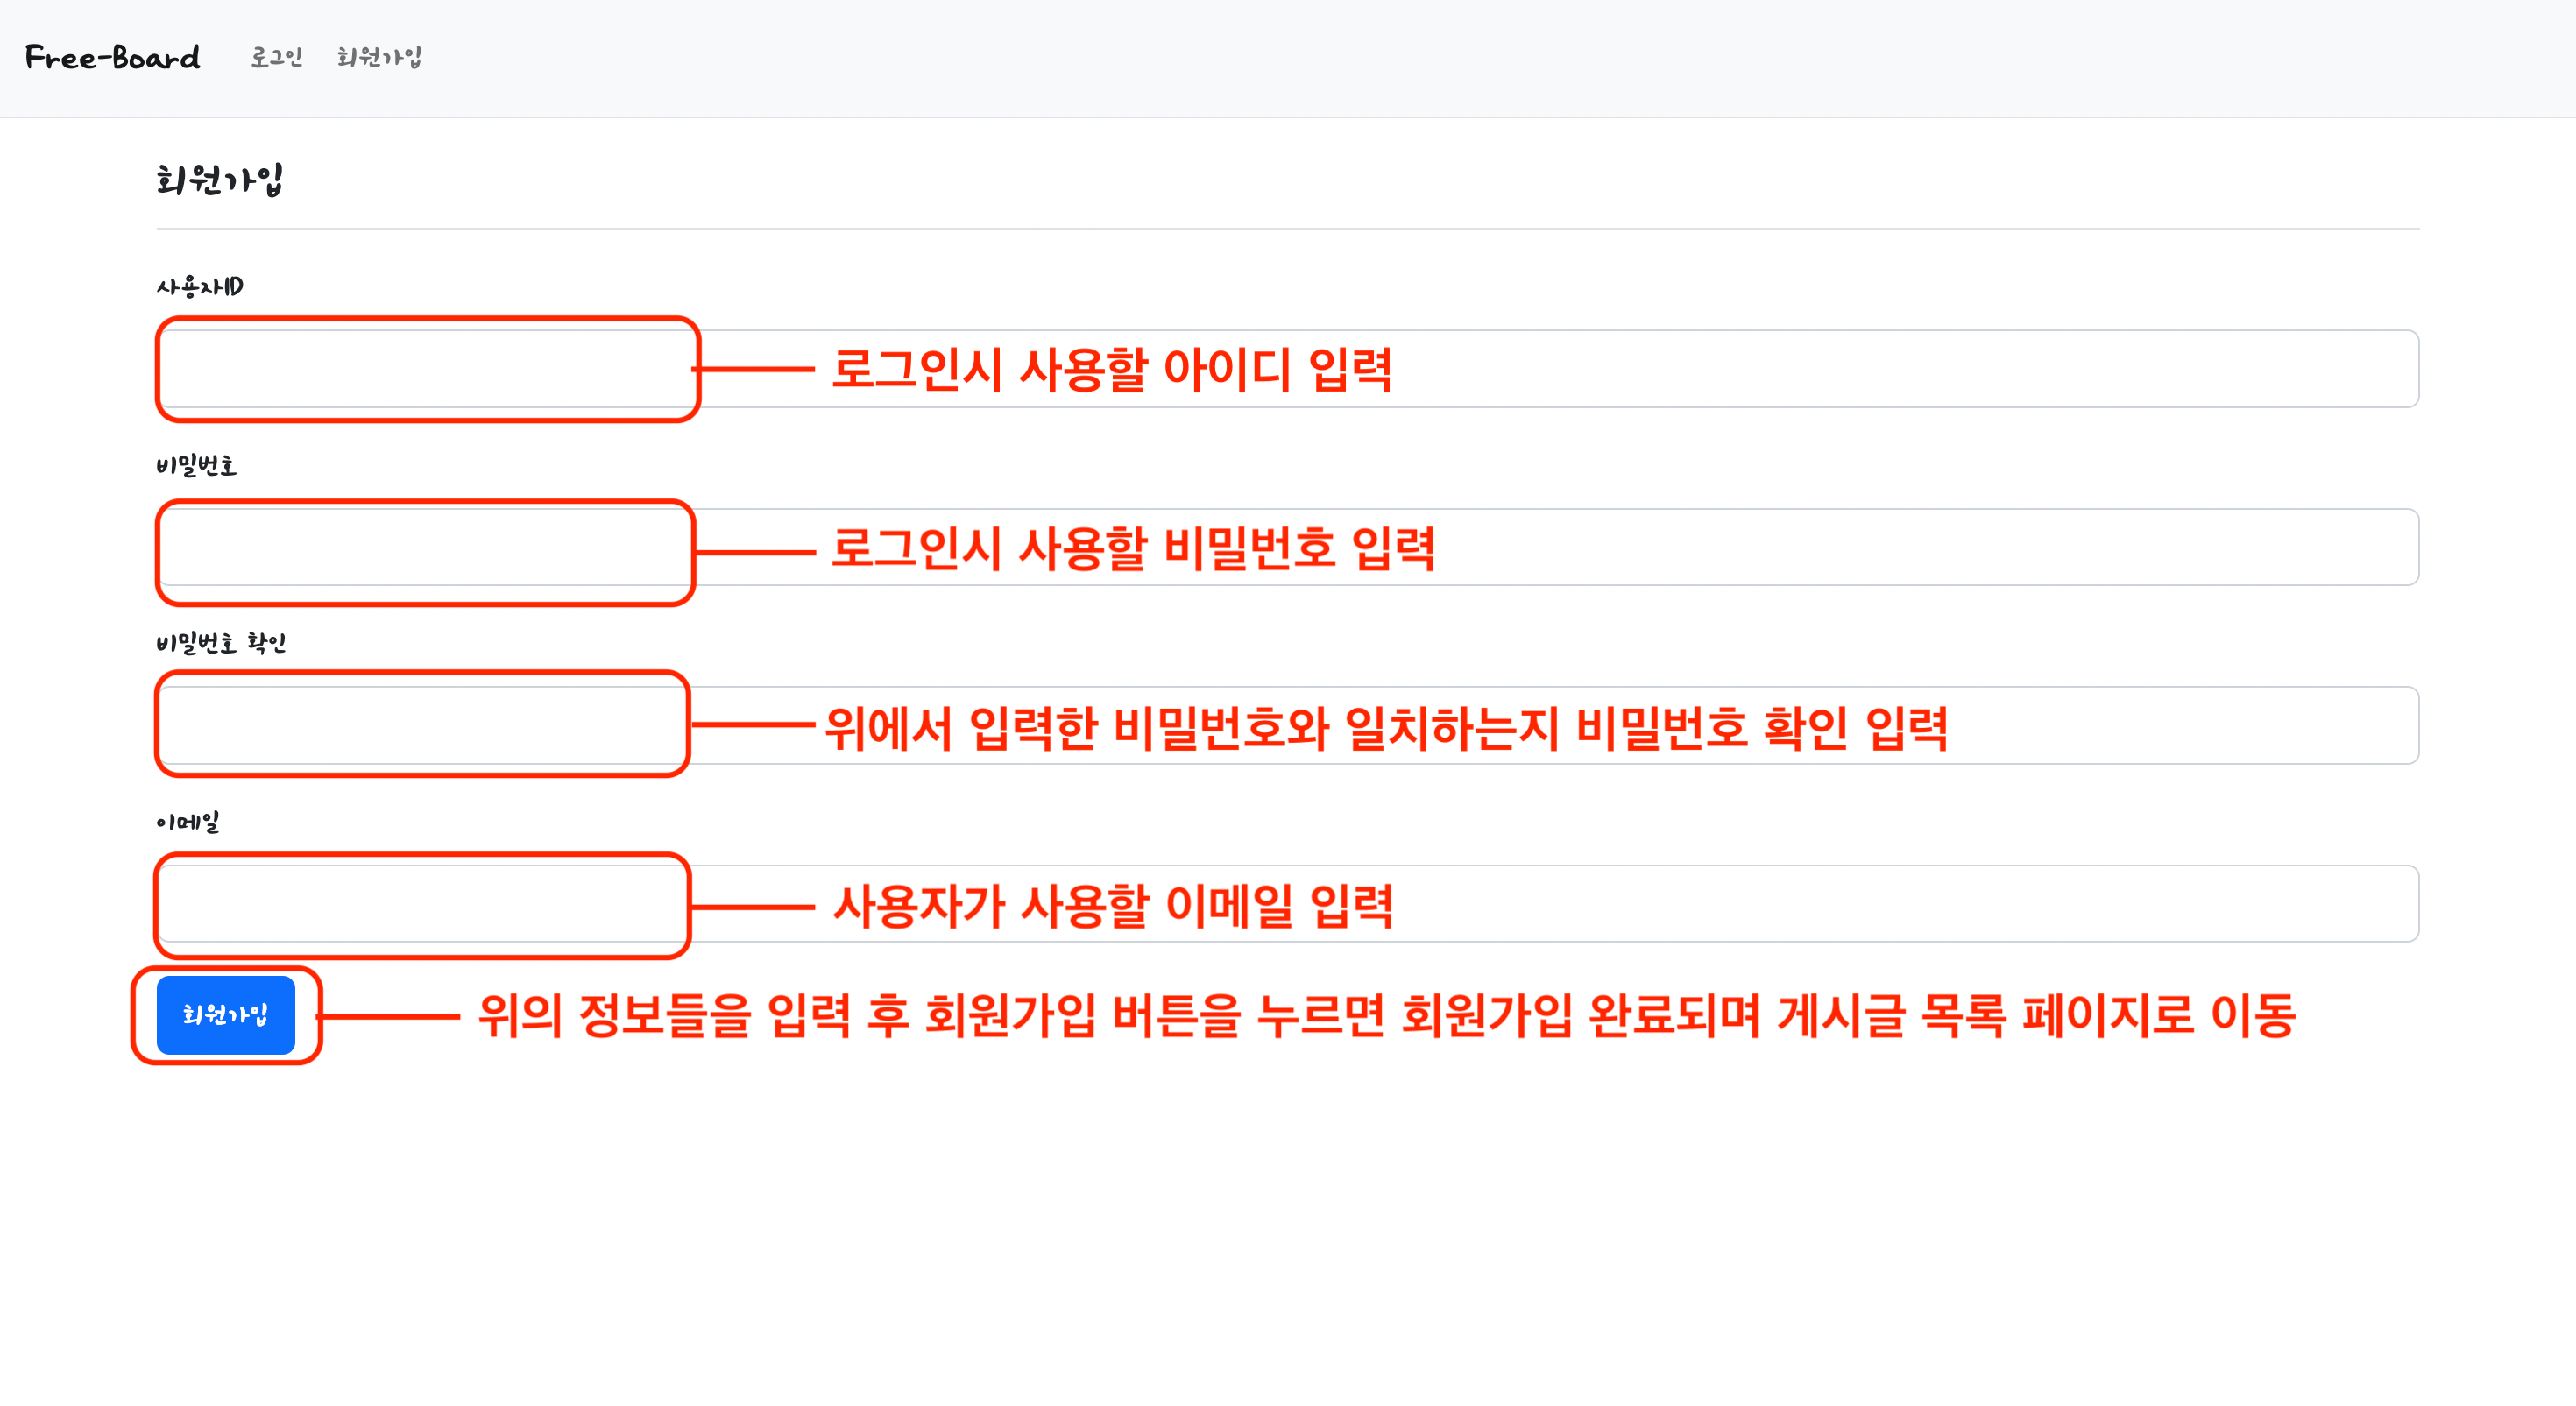 Free-Board 로그인 회원가입
회원가입
사용자ID
로그인시 사용할 아이디 입력
비밀번호
로그인시 사용할 비밀번호 입력
비밀번호 확인
위에서 입력한 비밀번호와 일치하는지 비밀번호 확인 입력
이메일
사용자가 사용할 이메일 입력
회원가입 위의 정보들을 입력 후 회원가입 버튼을 누르면 회원가입 완료되며 게시글 목록 페이지로 이동